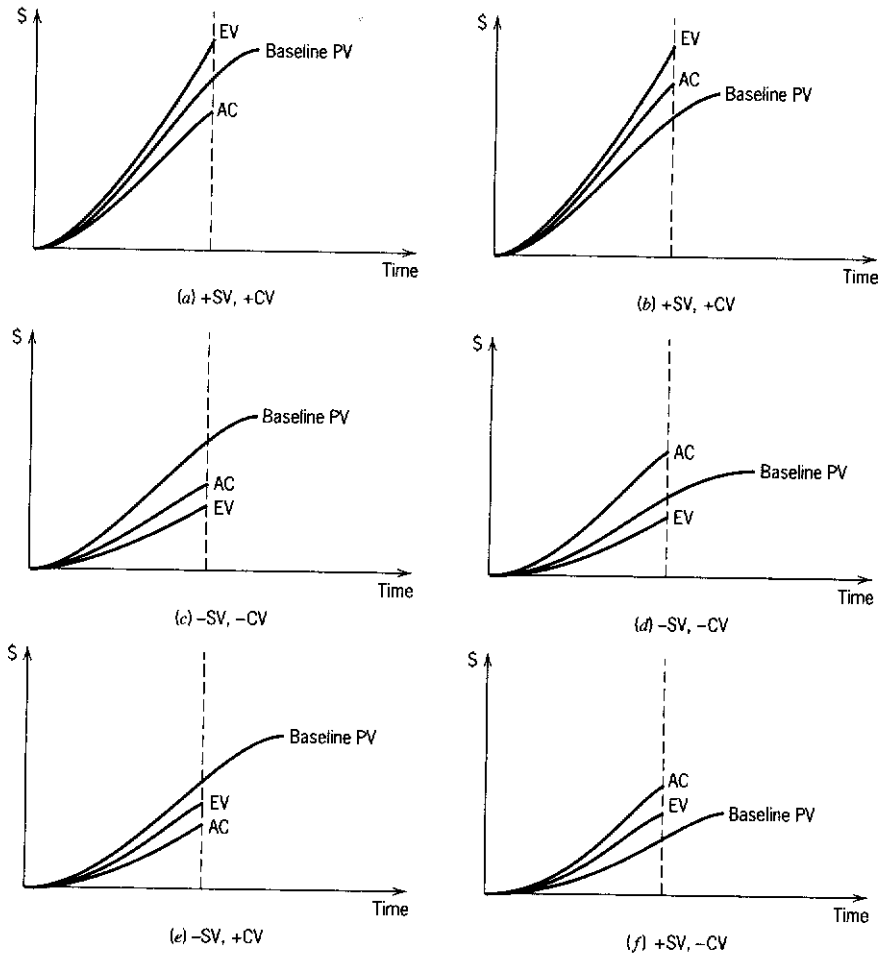 $
EV
Baseline PV
AC
Time
(a) +SV, +CV
$
EV
AC
Baseline PV
Time
(b) +SV, +CV
$
Baseline PV
AC
EV
Time
(c) –SV, –CV
$
AC
Baseline PV
EV
Time
(d) –SV, –CV
$
Baseline PV
EV
AC
Time
(e) –SV, +CV
$
AC
EV
Baseline PV
Time
(f) +SV, –CV